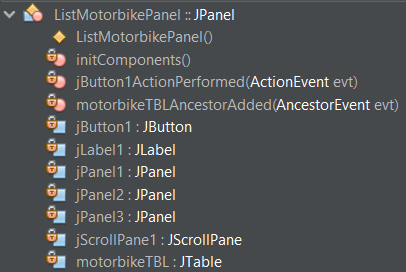 ListMotorbikePanel :: JPanel
ListMotorbikePanel()
initComponents()
jButton1ActionPerformed(ActionEvent evt)
motorbikeTBLAncestorAdded(AncestorEvent evt)
jButton1 : JButton
jLabel1 : JLabel
jPanel1 : JPanel
jPanel2 : JPanel
jPanel3 : JPanel
jScrollPane1 : JScrollPane
motorbikeTBL : JTable